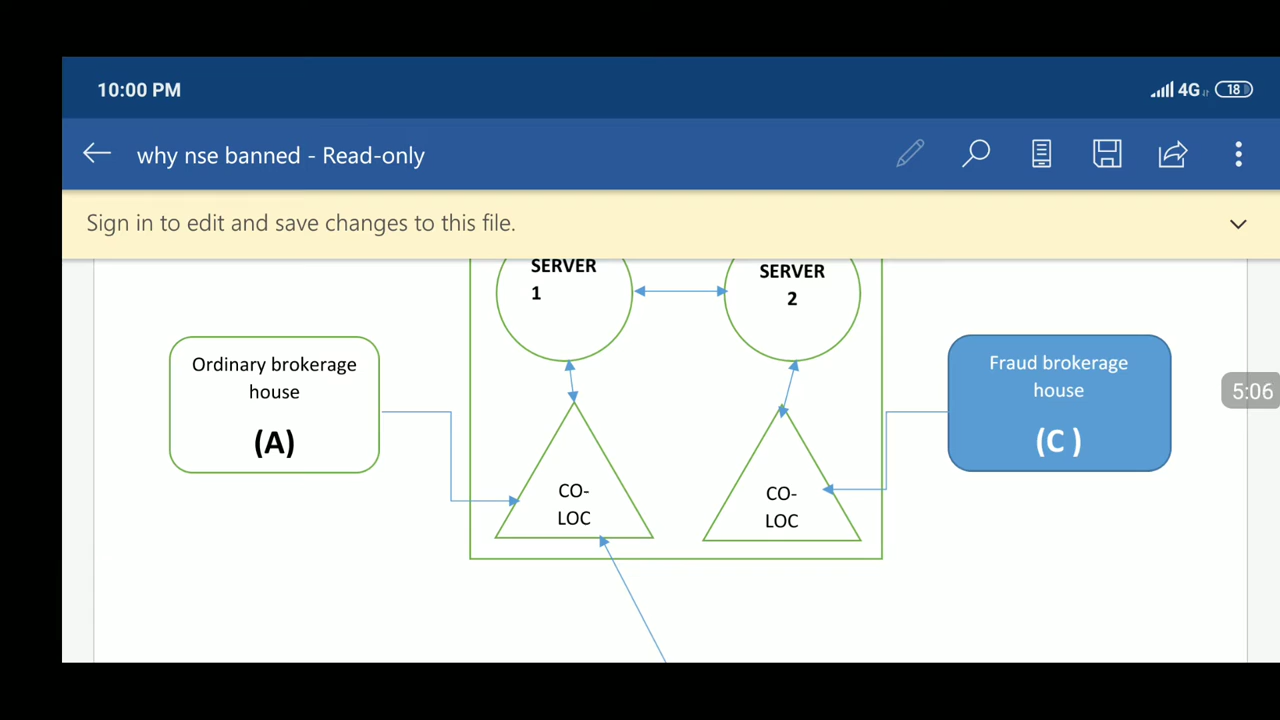 10:00 PM
4G
18
why nse banned - Read-only
Sign in to edit and save changes to this file.
SERVER
1
SERVER
2
Ordinary brokerage
house
(A)
Fraud brokerage
house
(C )
5:06
CO-
LOC
CO-
LOC